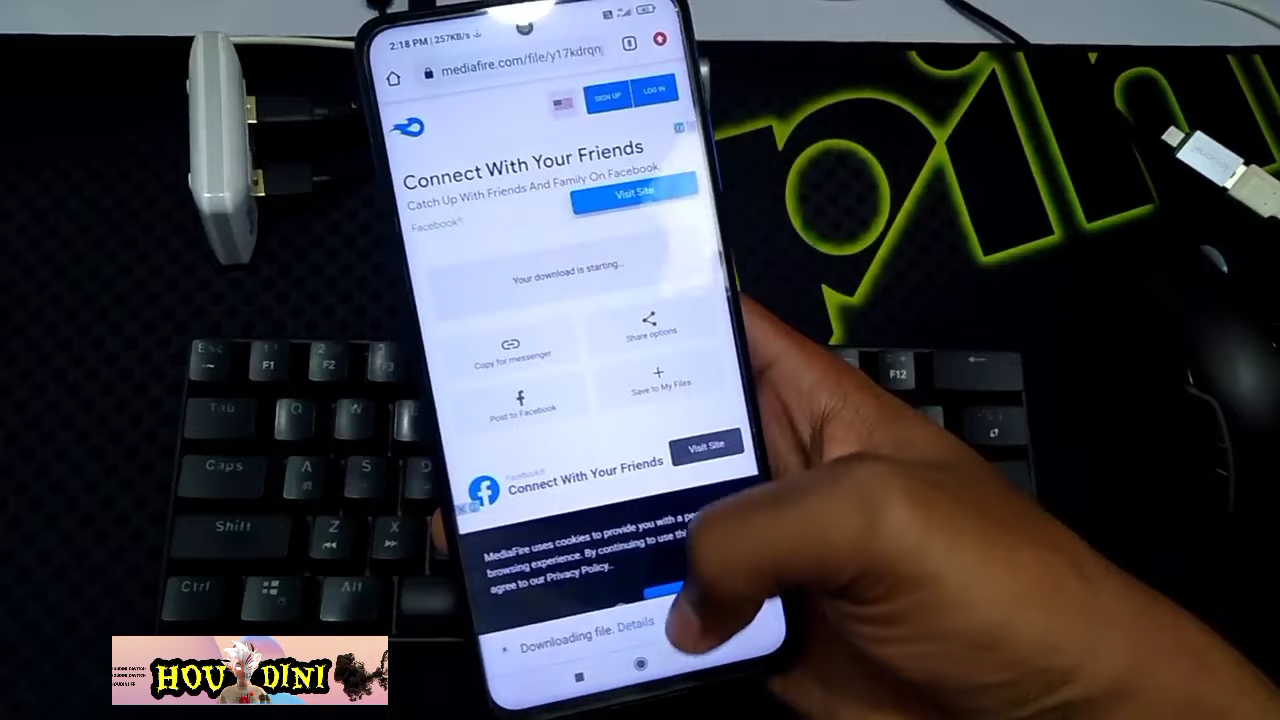 2:18 PM | 257KB/s
mediafire.com/file/y17kdrqnj
SIGN UP
LOG IN
Connect With Your Friends
Catch Up With Friends And Family On Facebook.
Visit Site
Facebook®
Your download is starting...
Copy for messenger
Share options
Post to Facebook
Save to My Files
Facebook®
Connect With Your Friends
Visit Site
MediaFire uses cookies to provide you with a pe
browsing experience. By continuing to use th
agree to our Privacy Policy..
Downloading file. Details
Esc
F1
F2
F12
Tab
Q
W
E
Caps
A
S
D
Shift
Z
X
Ctrl
Alt
HOUDINI